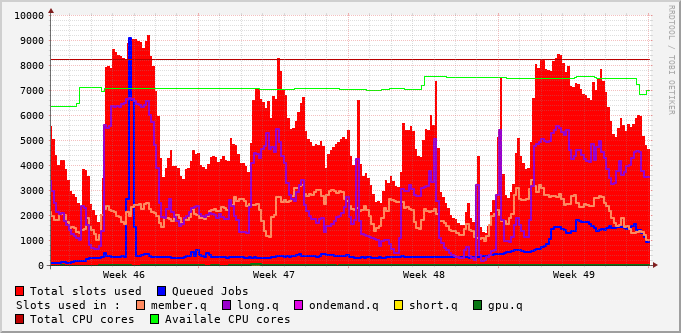 10000
9000
8000
7000
6000
5000
4000
3000
2000
1000
0
Week 46 Week 47 Week 48 Week 49
RRDTOOL / TOBI OETIKER
Total slots used Queued Jobs
Slots used in : member.q long.q ondemand.q short.q gpu.q
Total CPU cores Availale CPU cores